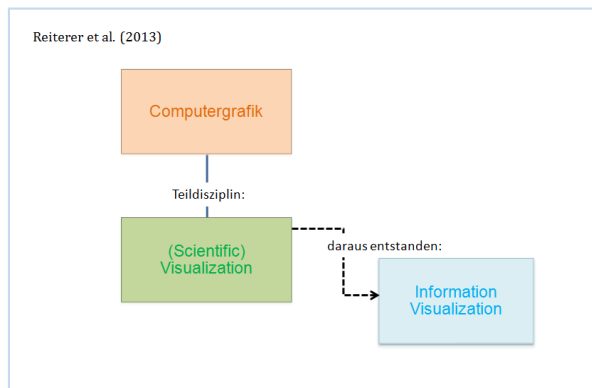 Reiterer et al. (2013)
Computergrafik
Teildisziplin:
(Scientific)
Visualization
daraus entstanden:
Information
Visualization